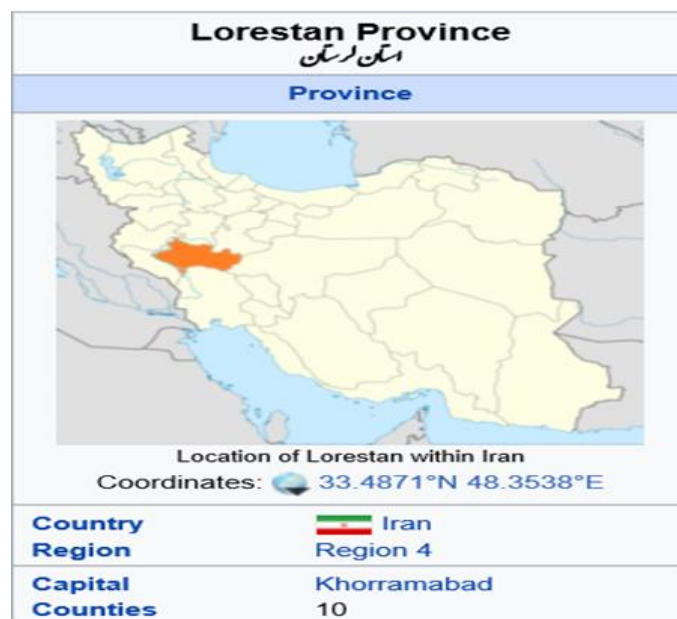 Lorestan Province
استان لرستان
Province
Location of Lorestan within Iran
Coordinates: 33.4871°N 48.3538°E
Country Iran
Region Region 4
Capital Khorramabad
Counties 10